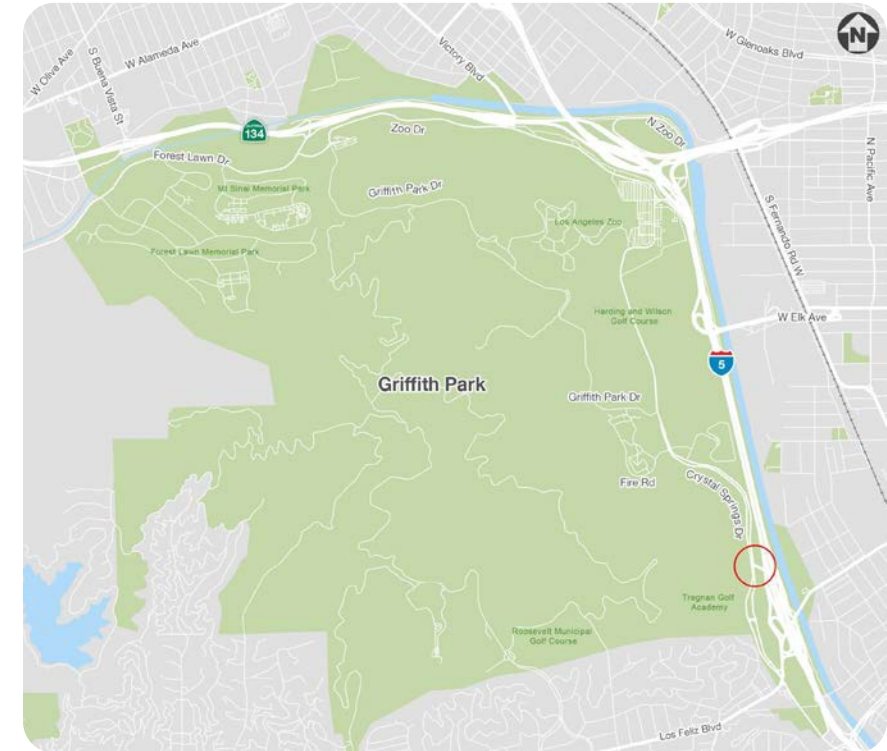 N
W Olive Ave
S Buena Vista St
W Alameda Ave
Victory Blvd
W Glenoaks Blvd
CALIFORNIA
134
Zoo Dr
N Zoo Dr
Forest Lawn Dr
N Pacific Ave
Mt Sinai Memorial Park
Griffith Park Dr
S Fernando Rd W
Los Angeles Zoo
Forest Lawn Memorial Park
Harding and Wilson
Golf Course
W Elk Ave
5
Griffith Park
Griffith Park Dr
Fire Rd
Crystal Springs Dr
Tregnan Golf
Academy
Roosevelt Municipal
Golf Course
Los Feliz Blvd